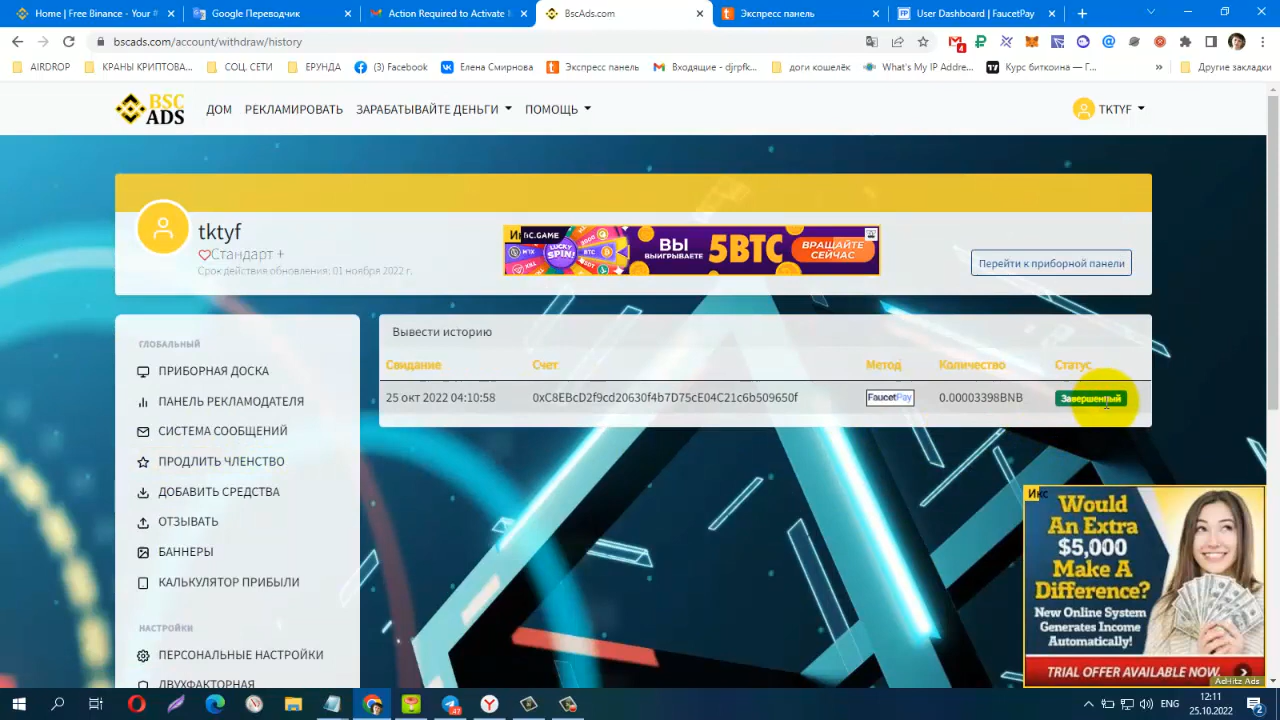 Home | Free Binance - Your #
Google Переводчик
Action Required to Activate
BscAds.com
Экспресс панель
User Dashboard | FaucetPay
bscads.com/account/withdraw/history
AIRDROP
КРАНЫ КРИПТОВА...
СОЦ. СЕТИ
ЕРУНДА
(3) Facebook
Елена Смирнова
Экспресс панель
Входящие - djrpfk...
доги кошелёк
What's My IP Addre...
Курс биткоина — Г...
»
Другие закладки
BSC
ADS
ДОМ
РЕКЛАМИРОВАТЬ
ЗАРАБАТЫВАЙТЕ ДЕНЬГИ
ПОМОЩЬ
TKTYF
tktyf
Стандарт +
Срок действия обновления: 01 ноября 2022 г.
BC.GAME
LUCKY SPIN!
ВЫ
ВЫИГРЫВАЕТЕ
5BTC
ВРАЩАЙТЕ
СЕЙЧАС
Перейти к приборной панели
ГЛОБАЛЬНЫЙ
ПРИБОРНАЯ ДОСКА
ПАНЕЛЬ РЕКЛАМОДАТЕЛЯ
СИСТЕМА СООБЩЕНИЙ
ПРОДЛИТЬ ЧЛЕНСТВО
ДОБАВИТЬ СРЕДСТВА
ОТЗЫВАТЬ
БАННЕРЫ
КАЛЬКУЛЯТОР ПРИБЫЛИ
НАСТРОЙКИ
ПЕРСОНАЛЬНЫЕ НАСТРОЙКИ
ДВУХФАКТОРНАЯ
Вывести историю
Свидание Счет Метод Количество Статус
25 окт 2022 04:10:58 0xC8EBcD2f9cd20630f4b7D75cE04C21c6b509650f FaucetPay 0.00003398BNB Завершенный
Икс
Would
An Extra
$5,000
Make A
Difference?
New Online System
Generates Income
Automatically!
TRIAL OFFER AVAILABLE NOW.
AdHitz Ads
ENG
12:11
25.10.2022